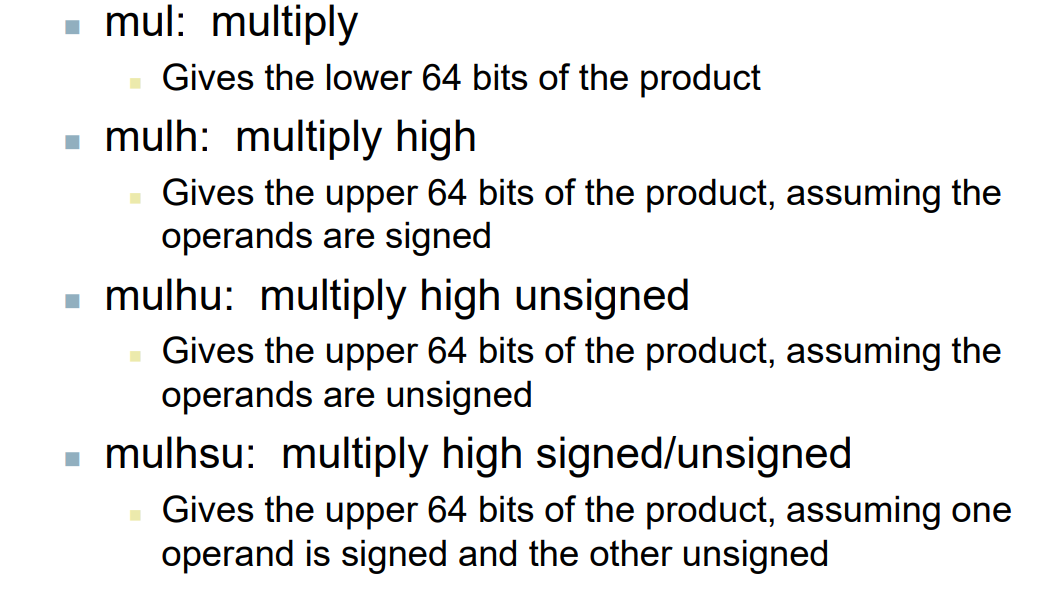 mul: multiply
Gives the lower 64 bits of the product
mulh: multiply high
Gives the upper 64 bits of the product, assuming the
operands are signed
mulhu: multiply high unsigned
Gives the upper 64 bits of the product, assuming the
operands are unsigned
mulhsu: multiply high signed/unsigned
Gives the upper 64 bits of the product, assuming one
operand is signed and the other unsigned